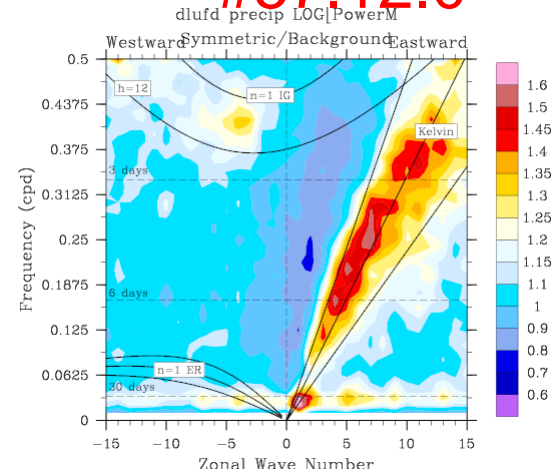 dlufd precip LOG[PowerM
Westward Symmetric/Background Eastward
0.5
0.4375
0.375
0.3125
0.25
0.1875
0.125
0.0625
0
Frequency (cpd)
h=12
n=1 IG
Kelvin
3 days
6 days
n=1 ER
30 days
-15 -10 -5 0 5 10 15
Zonal Wave Number
1.6
1.5
1.45
1.4
1.35
1.3
1.25
1.2
1.15
1.1
1
0.9
0.8
0.7
0.6